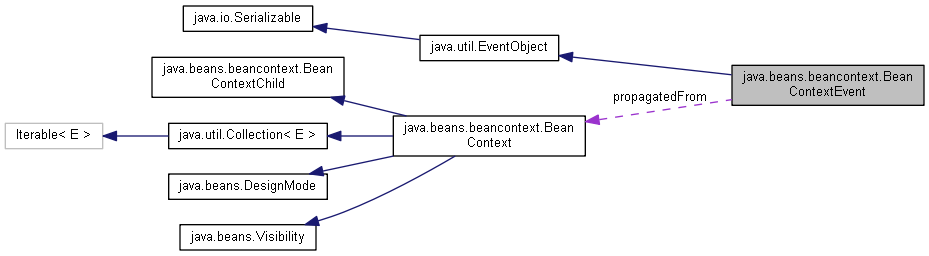 java.io.Serializable
java.util.EventObject
java.beans.beancontext.Bean
ContextChild
java.beans.beancontext.Bean
ContextEvent
propagatedFrom
Iterable< E >
java.util.Collection< E >
java.beans.beancontext.Bean
Context
java.beans.DesignMode
java.beans.Visibility